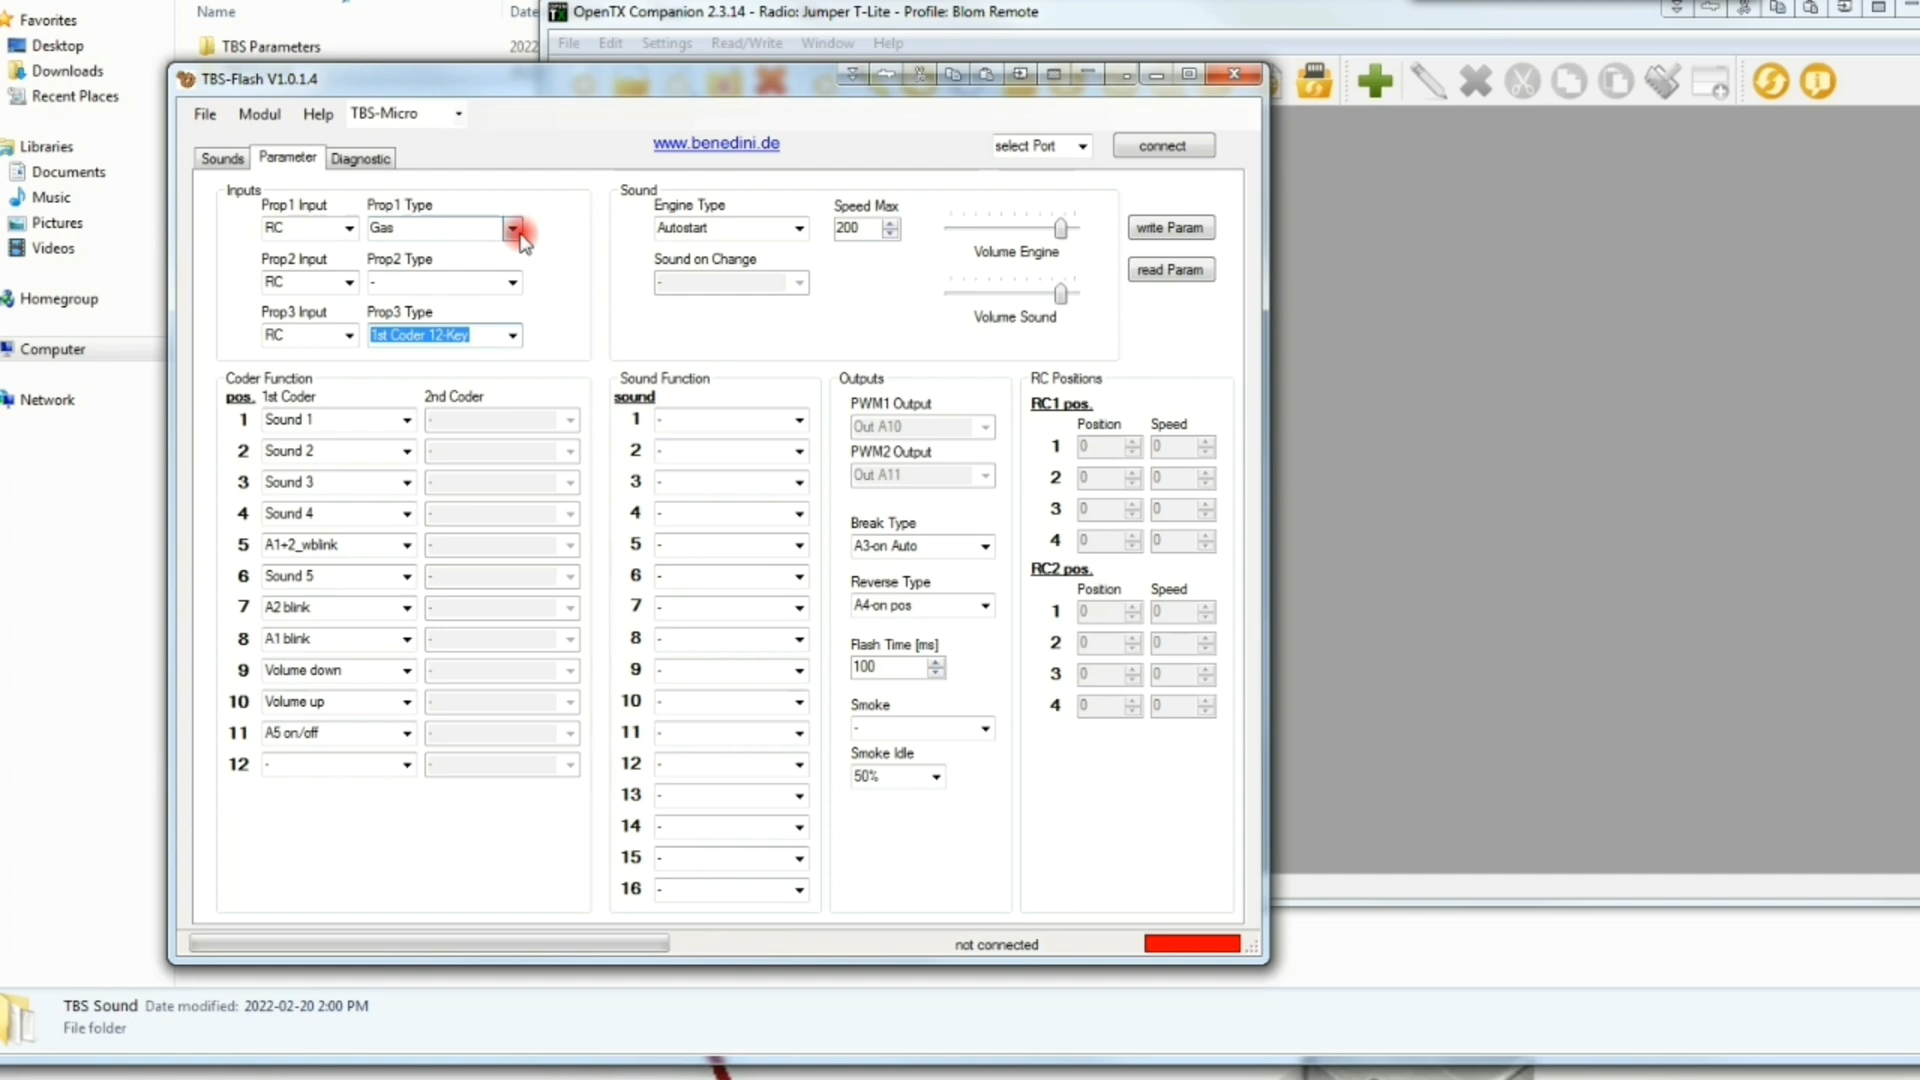 Favorites
Desktop
Downloads
Recent Places
Libraries
Documents
Music
Pictures
Videos
Homegroup
Computer
Network
Name
Date
TBS Parameters
2022
OpenTX Companion 2.3.14 - Radio: Jumper T-Lite - Profile: Blom Remote
File Edit Settings Read/Write Window Help
TBS-Flash V1.0.1.4
File Modul Help TBS-Micro
www.benedini.de
select Port
connect
Sounds Parameter Diagnostic
Inputs
Prop1 Input Prop1 Type
RC Gas
Prop2 Input Prop2 Type
RC -
Prop3 Input Prop3 Type
RC 1st Coder 12-Key
Sound
Engine Type
Autostart
Speed Max
200
Sound on Change
-
Volume Engine
Volume Sound
write Param
read Param
Coder Function
pos. 1st Coder 2nd Coder
1 Sound 1 -
2 Sound 2 -
3 Sound 3 -
4 Sound 4 -
5 A1+2_wblink -
6 Sound 5 -
7 A2 blink -
8 A1 blink -
9 Volume down -
10 Volume up -
11 A5 on/off -
12 - -
Sound Function
sound
1 -
2 -
3 -
4 -
5 -
6 -
7 -
8 -
9 -
10 -
11 -
12 -
13 -
14 -
15 -
16 -
Outputs
PWM1 Output
Out A10
PWM2 Output
Out A11
Break Type
A3-on Auto
Reverse Type
A4-on pos
Flash Time [ms]
100
Smoke
-
Smoke Idle
50%
RC Positions
RC1 pos.
Position Speed
1 0 0
2 0 0
3 0 0
4 0 0
RC2 pos.
Position Speed
1 0 0
2 0 0
3 0 0
4 0 0
not connected
TBS Sound Date modified: 2022-02-20 2:00 PM
File folder